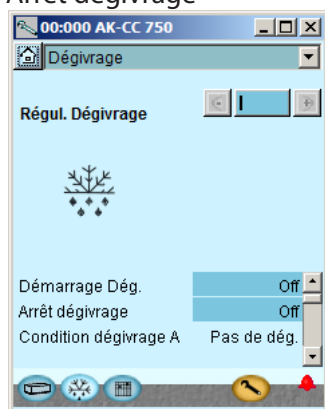 Arrêt dégivrage
00:000 AK-CC 750
Dégivrage
Régul. Dégivrage
I
Démarrage Dég. Off
Arrêt dégivrage Off
Condition dégivrage A Pas de dég.